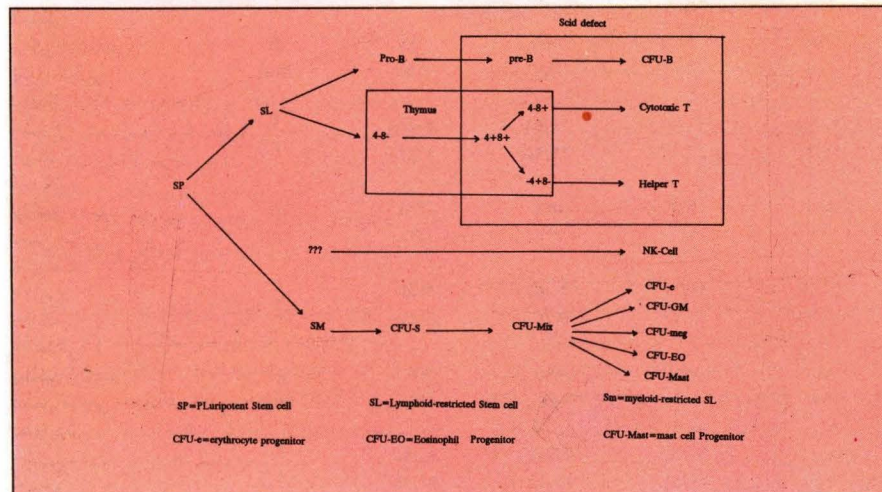 Scid defect
Pro-B pre-B CFU-B
SL Thymus 4-8+ Cytotoxic T
4-8- 4+8+
SP -4+8- Helper T
??? NK-Cell
CFU-e
CFU-GM
SM CFU-S CFU-Mix CFU-meg
CFU-EO
CFU-Mast
SP=PLuripotent Stem cell SL=Lymphoid-restricted Stem cell Sm=myeloid-restricted SL
CFU-e=erythrocyte progenitor CFU-EO=Eosinophil Progenitor CFU-Mast=mast cell Progenitor